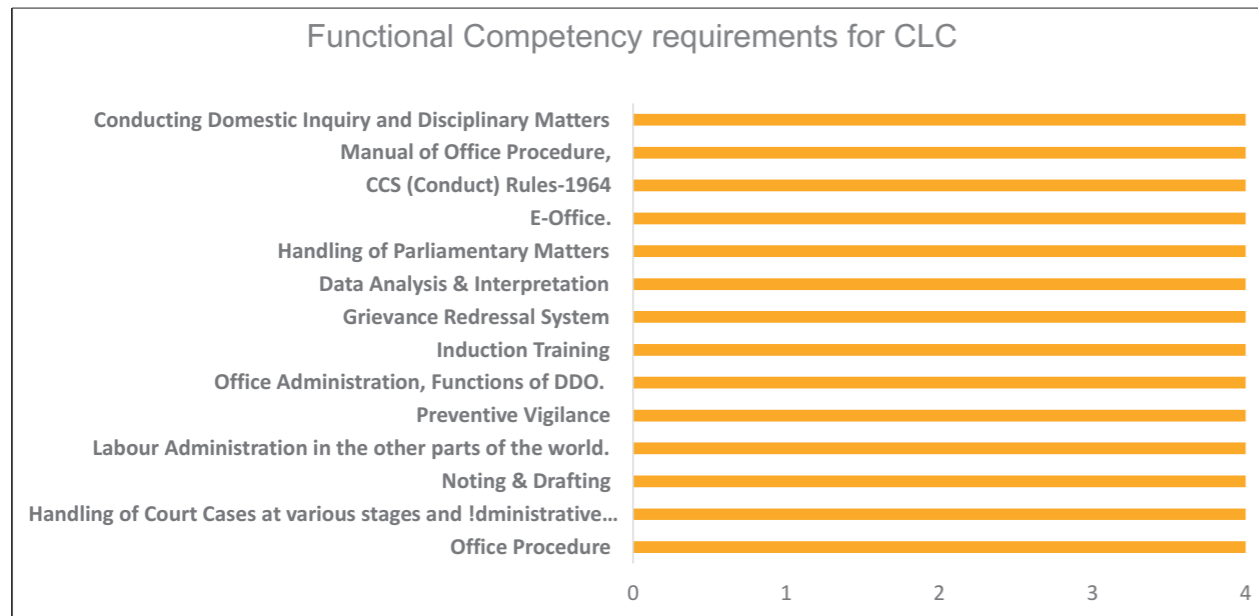 Functional Competency requirements for CLC
Conducting Domestic Inquiry and Disciplinary Matters
Manual of Office Procedure,
CCS (Conduct) Rules-1964
E-Office.
Handling of Parliamentary Matters
Data Analysis & Interpretation
Grievance Redressal System
Induction Training
Office Administration, Functions of DDO.
Preventive Vigilance
Labour Administration in the other parts of the world.
Noting & Drafting
Handling of Court Cases at various stages and !dministrative…
Office Procedure
0 1 2 3 4